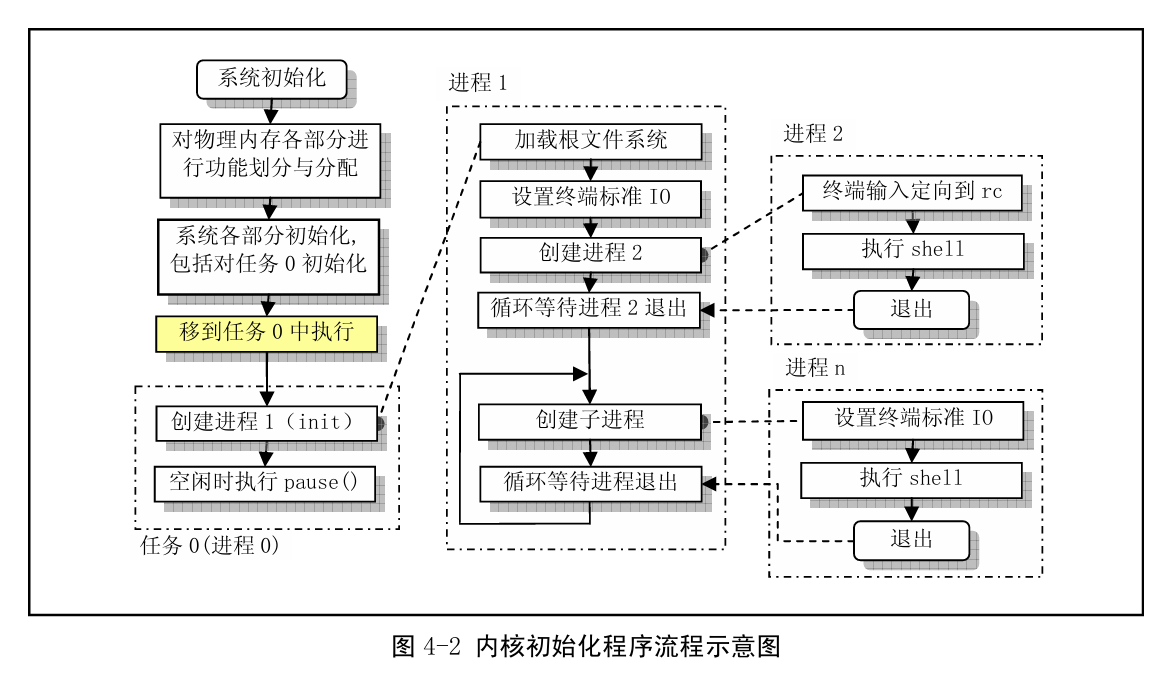 系统初始化
对物理内存各部分进
行功能划分与分配
系统各部分初始化,
包括对任务 0 初始化
移到任务 0 中执行
创建进程 1（init）
空闲时执行 pause()
任务 0(进程 0)
进程 1
加载根文件系统
设置终端标准 IO
创建进程 2
循环等待进程 2 退出
创建子进程
循环等待进程退出
进程 2
终端输入定向到 rc
执行 shell
退出
进程 n
设置终端标准 IO
执行 shell
退出
图 4-2 内核初始化程序流程示意图